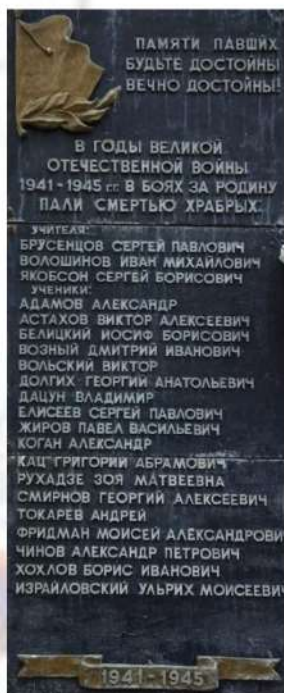 ПАМЯТИ ПАВШИХ
БУДЬТЕ ДОСТОЙНЫ
ВЕЧНО ДОСТОЙНЫ!
В ГОДЫ ВЕЛИКОЙ
ОТЕЧЕСТВЕННОЙ ВОЙНЫ
1941-1945 г.г. В БОЯХ ЗА РОДИНУ
ПАЛИ СМЕРТЬЮ ХРАБРЫХ:
УЧИТЕЛЯ:
БРУСЕНЦОВ СЕРГЕЙ ПАВЛОВИЧ
ВОЛОШИНОВ ИВАН МИХАЙЛОВИЧ
ЯКОБСОН СЕРГЕЙ БОРИСОВИЧ
УЧЕНИКИ:
АДАМОВ АЛЕКСАНДР
АСТАХОВ ВИКТОР АЛЕКСЕЕВИЧ
БЕЛИЦКИЙ ИОСИФ БОРИСОВИЧ
ВОЗНЫЙ ДМИТРИЙ ИВАНОВИЧ
ВОЛЬСКИЙ ВИКТОР
ДОЛГИХ ГЕОРГИЙ АНАТОЛЬЕВИЧ
ДАЦУН ВЛАДИМИР
ЕЛИСЕЕВ СЕРГЕЙ ПАВЛОВИЧ
ЖИРОВ ПАВЕЛ ВАСИЛЬЕВИЧ
КОГАН АЛЕКСАНДР
КАЦ ГРИГОРИЙ АБРАМОВИЧ
РУХАДЗЕ ЗОЯ МАТВЕЕВНА
СМИРНОВ ГЕОРГИЙ АЛЕКСЕЕВИЧ
ТОКАРЕВ АНДРЕЙ
ФРИДМАН МОИСЕЙ АЛЕКСАНДРОВИЧ
ЧИНОВ АЛЕКСАНДР ПЕТРОВИЧ
ХОХЛОВ БОРИС ИВАНОВИЧ
ИЗРАЙЛОВСКИЙ УЛЬРИХ МОИСЕЕВИЧ
1941-1945